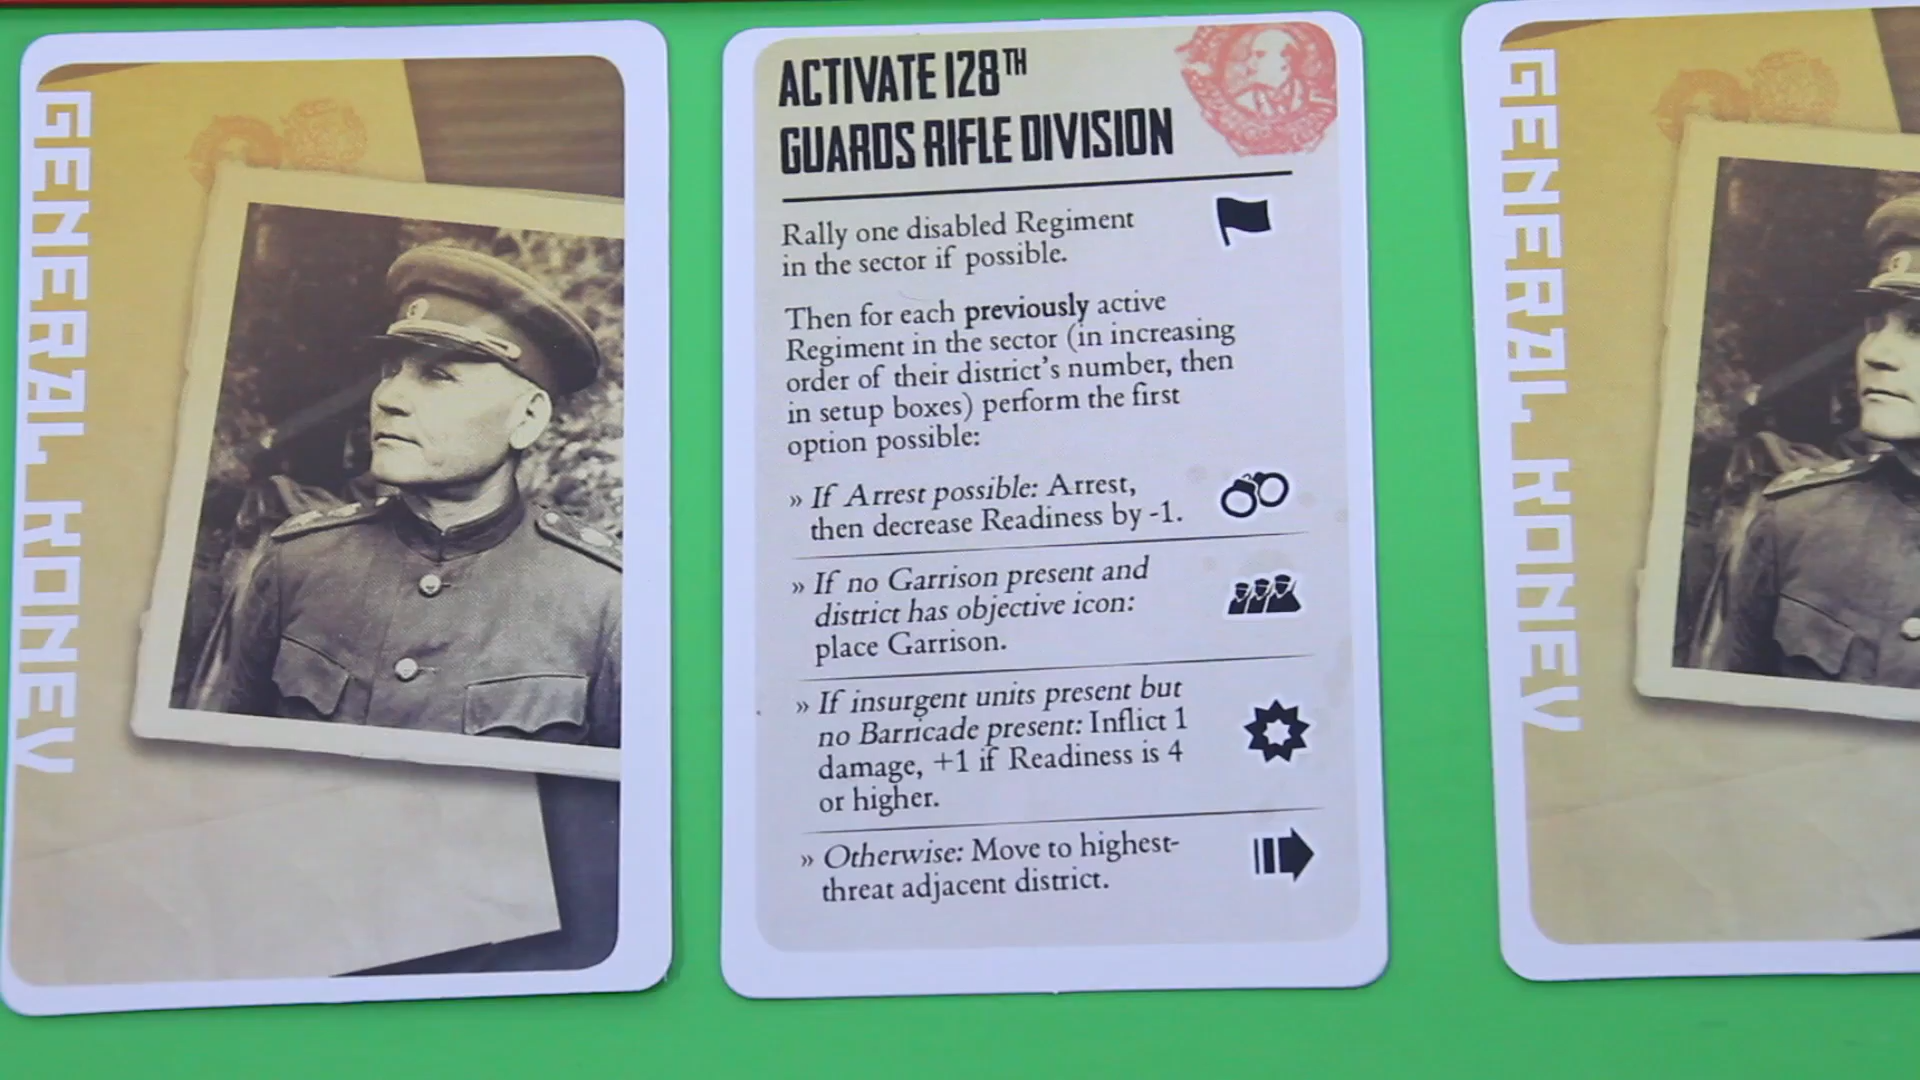 GENERAL KONEV
ACTIVATE 128TH
GUARDS RIFLE DIVISION
Rally one disabled Regiment
in the sector if possible.
Then for each previously active
Regiment in the sector (in increasing
order of their district's number, then
in setup boxes) perform the first
option possible:
» If Arrest possible: Arrest,
then decrease Readiness by -1.
» If no Garrison present and
district has objective icon:
place Garrison.
» If insurgent units present but
no Barricade present: Inflict 1
damage, +1 if Readiness is 4
or higher.
» Otherwise: Move to highest-
threat adjacent district.
GENERAL KONEV